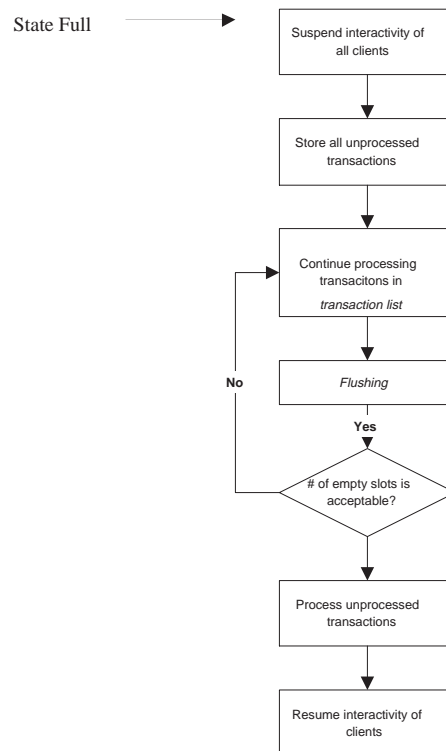 State Full
Suspend interactivity of
all clients
Store all unprocessed
transactions
Continue processing
transacitons in
transaction list
No
Flushing
Yes
# of empty slots is
acceptable?
Process unprocessed
transactions
Resume interactivity of
clients